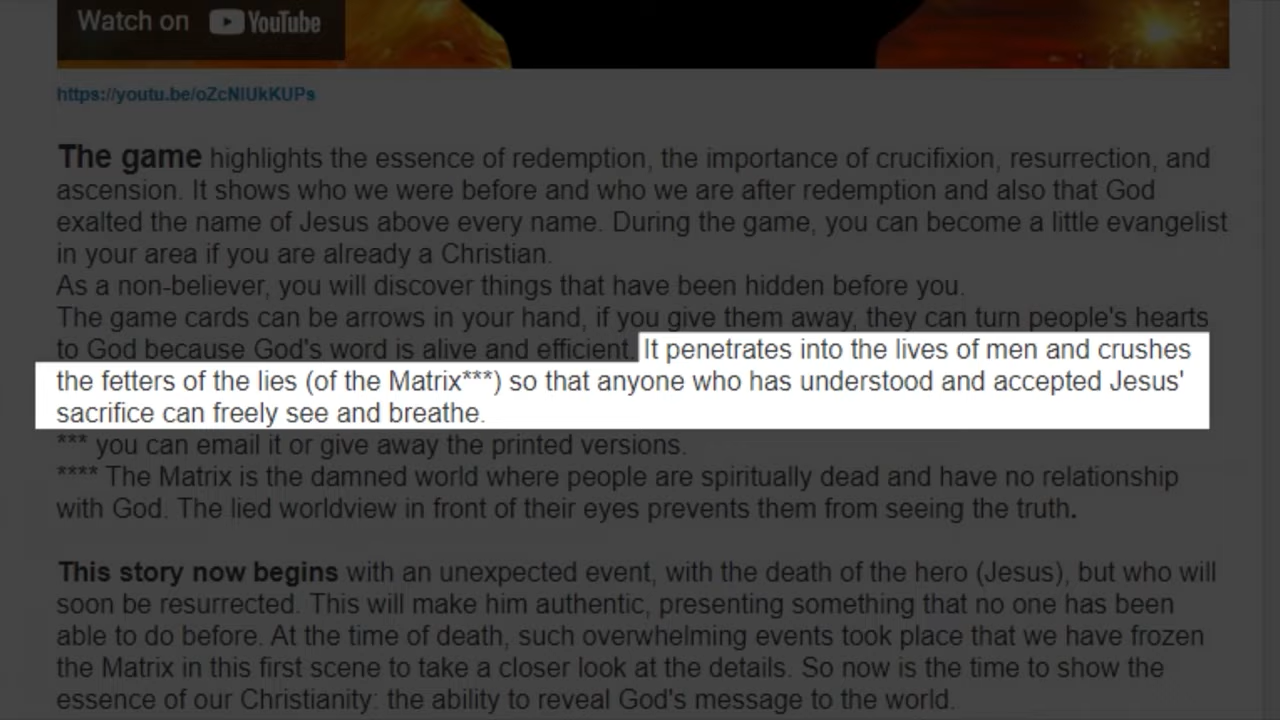 Watch on YouTube
https://youtu.be/oZcNlUkKUPs
The game highlights the essence of redemption, the importance of crucifixion, resurrection, and
ascension. It shows who we were before and who we are after redemption and also that God
exalted the name of Jesus above every name. During the game, you can become a little evangelist
in your area if you are already a Christian.
As a non-believer, you will discover things that have been hidden before you.
The game cards can be arrows in your hand, if you give them away, they can turn people's hearts
to God because God's word is alive and efficient. It penetrates into the lives of men and crushes
the fetters of the lies (of the Matrix***) so that anyone who has understood and accepted Jesus'
sacrifice can freely see and breathe.
*** you can email it or give away the printed versions.
**** The Matrix is the damned world where people are spiritually dead and have no relationship
with God. The lied worldview in front of their eyes prevents them from seeing the truth.
This story now begins with an unexpected event, with the death of the hero (Jesus), but who will
soon be resurrected. This will make him authentic, presenting something that no one has been
able to do before. At the time of death, such overwhelming events took place that we have frozen
the Matrix in this first scene to take a closer look at the details. So now is the time to show the
essence of our Christianity: the ability to reveal God's message to the world.